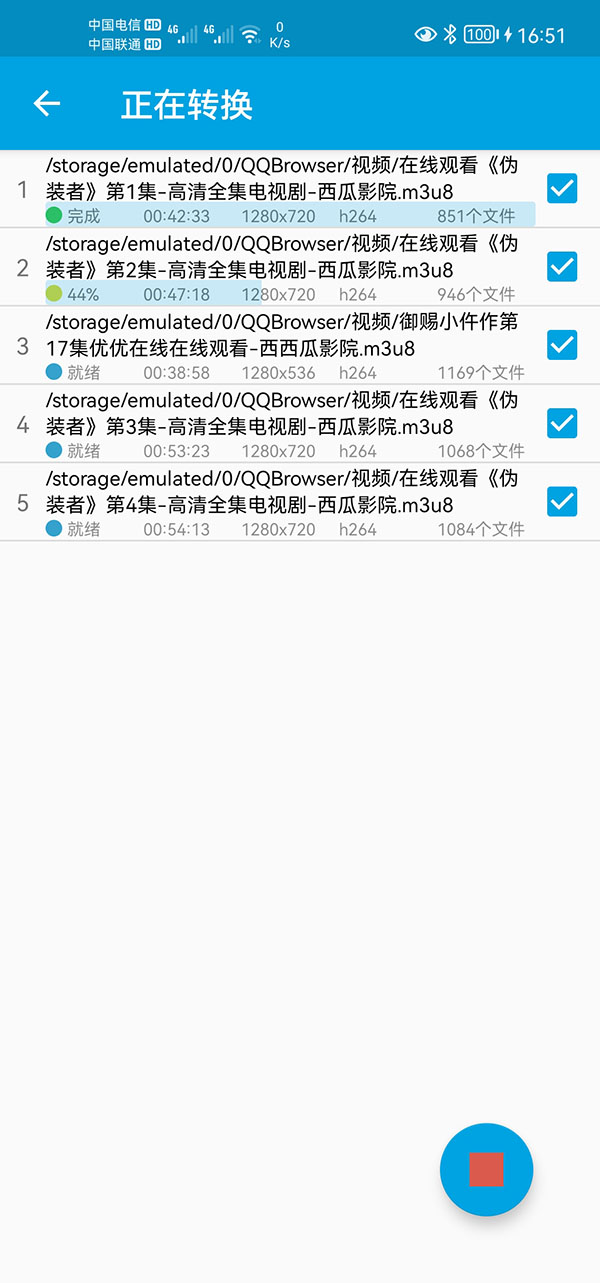 中国电信 HD 4G 4G 0 100 16:51
中国联通 HD K/s
正在转换
1
/storage/emulated/0/QQBrowser/视频/在线观看《伪
装者》第1集-高清全集电视剧-西瓜影院.m3u8
完成 00:42:33 1280x720 h264 851个文件
2
/storage/emulated/0/QQBrowser/视频/在线观看《伪
装者》第2集-高清全集电视剧-西瓜影院.m3u8
44% 00:47:18 1280x720 h264 946个文件
3
/storage/emulated/0/QQBrowser/视频/御赐小仵作第
17集优优在线在线观看-西西瓜影院.m3u8
就绪 00:38:58 1280x536 h264 1169个文件
4
/storage/emulated/0/QQBrowser/视频/在线观看《伪
装者》第3集-高清全集电视剧-西瓜影院.m3u8
就绪 00:53:23 1280x720 h264 1068个文件
5
/storage/emulated/0/QQBrowser/视频/在线观看《伪
装者》第4集-高清全集电视剧-西瓜影院.m3u8
就绪 00:54:13 1280x720 h264 1084个文件